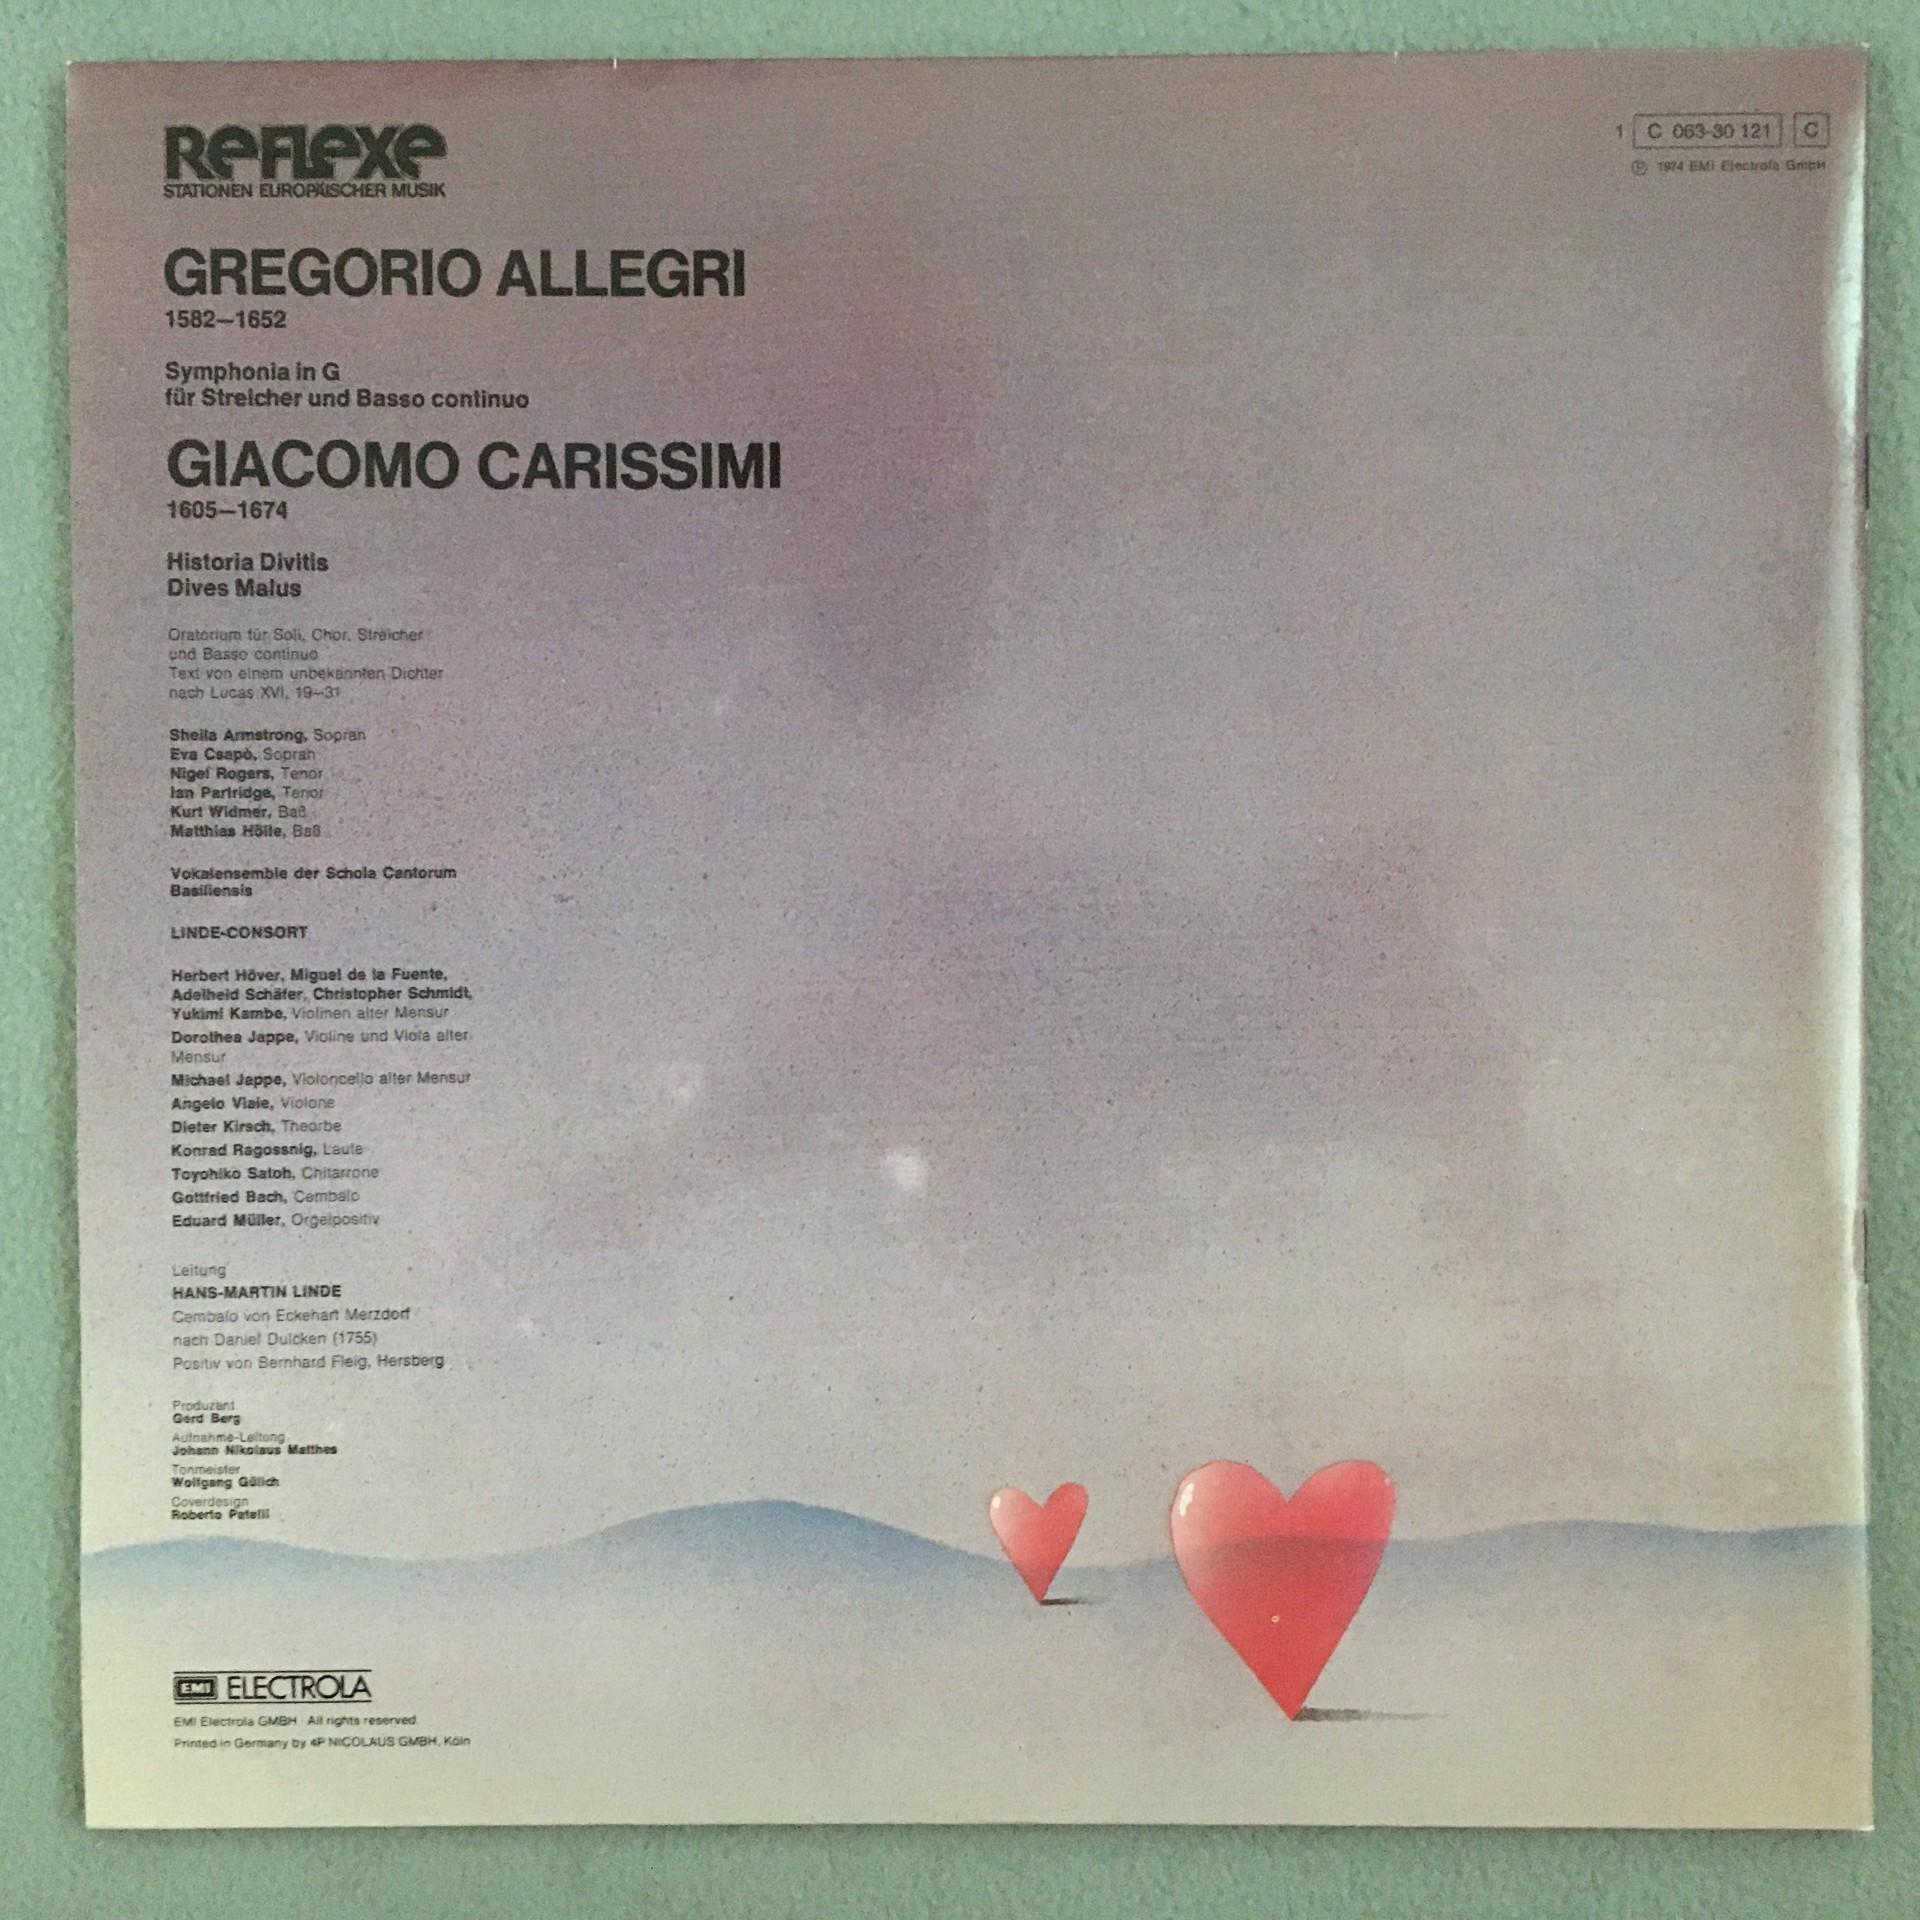 ReFLexe
STATIONEN EUROPÄISCHER MUSIK
1 C 063-30 121 C
Ⓟ 1974 EMI Electrola GmbH
GREGORIO ALLEGRI
1582—1652
Symphonia in G
für Streicher und Basso continuo
GIACOMO CARISSIMI
1605—1674
Historia Divitis
Dives Malus
Oratorium für Soli, Chor, Streicher
und Basso continuo
Text von einem unbekannten Dichter
nach Lucas XVI, 19—31
Sheila Armstrong, Sopran
Eva Csapò, Sopran
Nigel Rogers, Tenor
Ian Partridge, Tenor
Kurt Widmer, Baß
Matthias Hölle, Baß
Vokalensemble der Schola Cantorum
Basiliensis
LINDE-CONSORT
Herbert Höver, Miguel de la Fuente,
Adelheid Schäfer, Christopher Schmidt,
Yukimi Kambe, Violinen alter Mensur
Dorothea Jappe, Violine und Viola alter
Mensur
Michael Jappe, Violoncello alter Mensur
Angelo Viale, Violone
Dieter Kirsch, Theorbe
Konrad Ragossnig, Laute
Toyohiko Satoh, Chitarrone
Gottfried Bach, Cembalo
Eduard Müller, Orgelpositiv
Leitung
HANS-MARTIN LINDE
Cembalo von Eckehart Merzdorf
nach Daniel Dulcken (1755)
Positiv von Bernhard Fleig, Hersberg
Produzent
Gerd Berg
Aufnahme-Leitung
Johann Nikolaus Matthes
Tonmeister
Wolfgang Gülich
Coverdesign
Roberto Patelli
EMI ELECTROLA
EMI Electrola GMBH · All rights reserved
Printed in Germany by 4P NICOLAUS GMBH, Köln